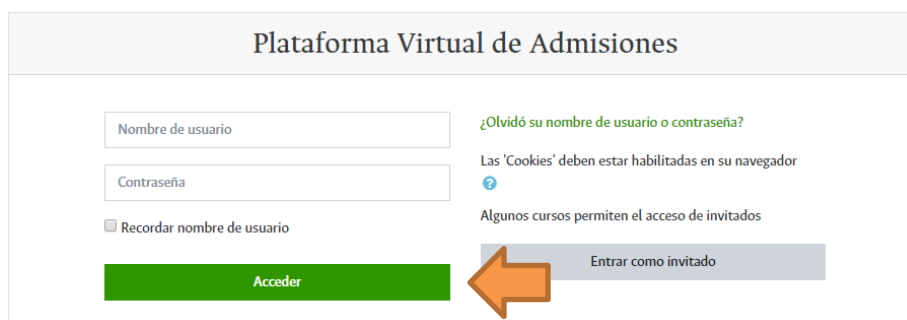 Plataforma Virtual de Admisiones
Nombre de usuario
Contraseña
Recordar nombre de usuario
Acceder
¿Olvidó su nombre de usuario o contraseña?
Las 'Cookies' deben estar habilitadas en su navegador
?
Algunos cursos permiten el acceso de invitados
Entrar como invitado